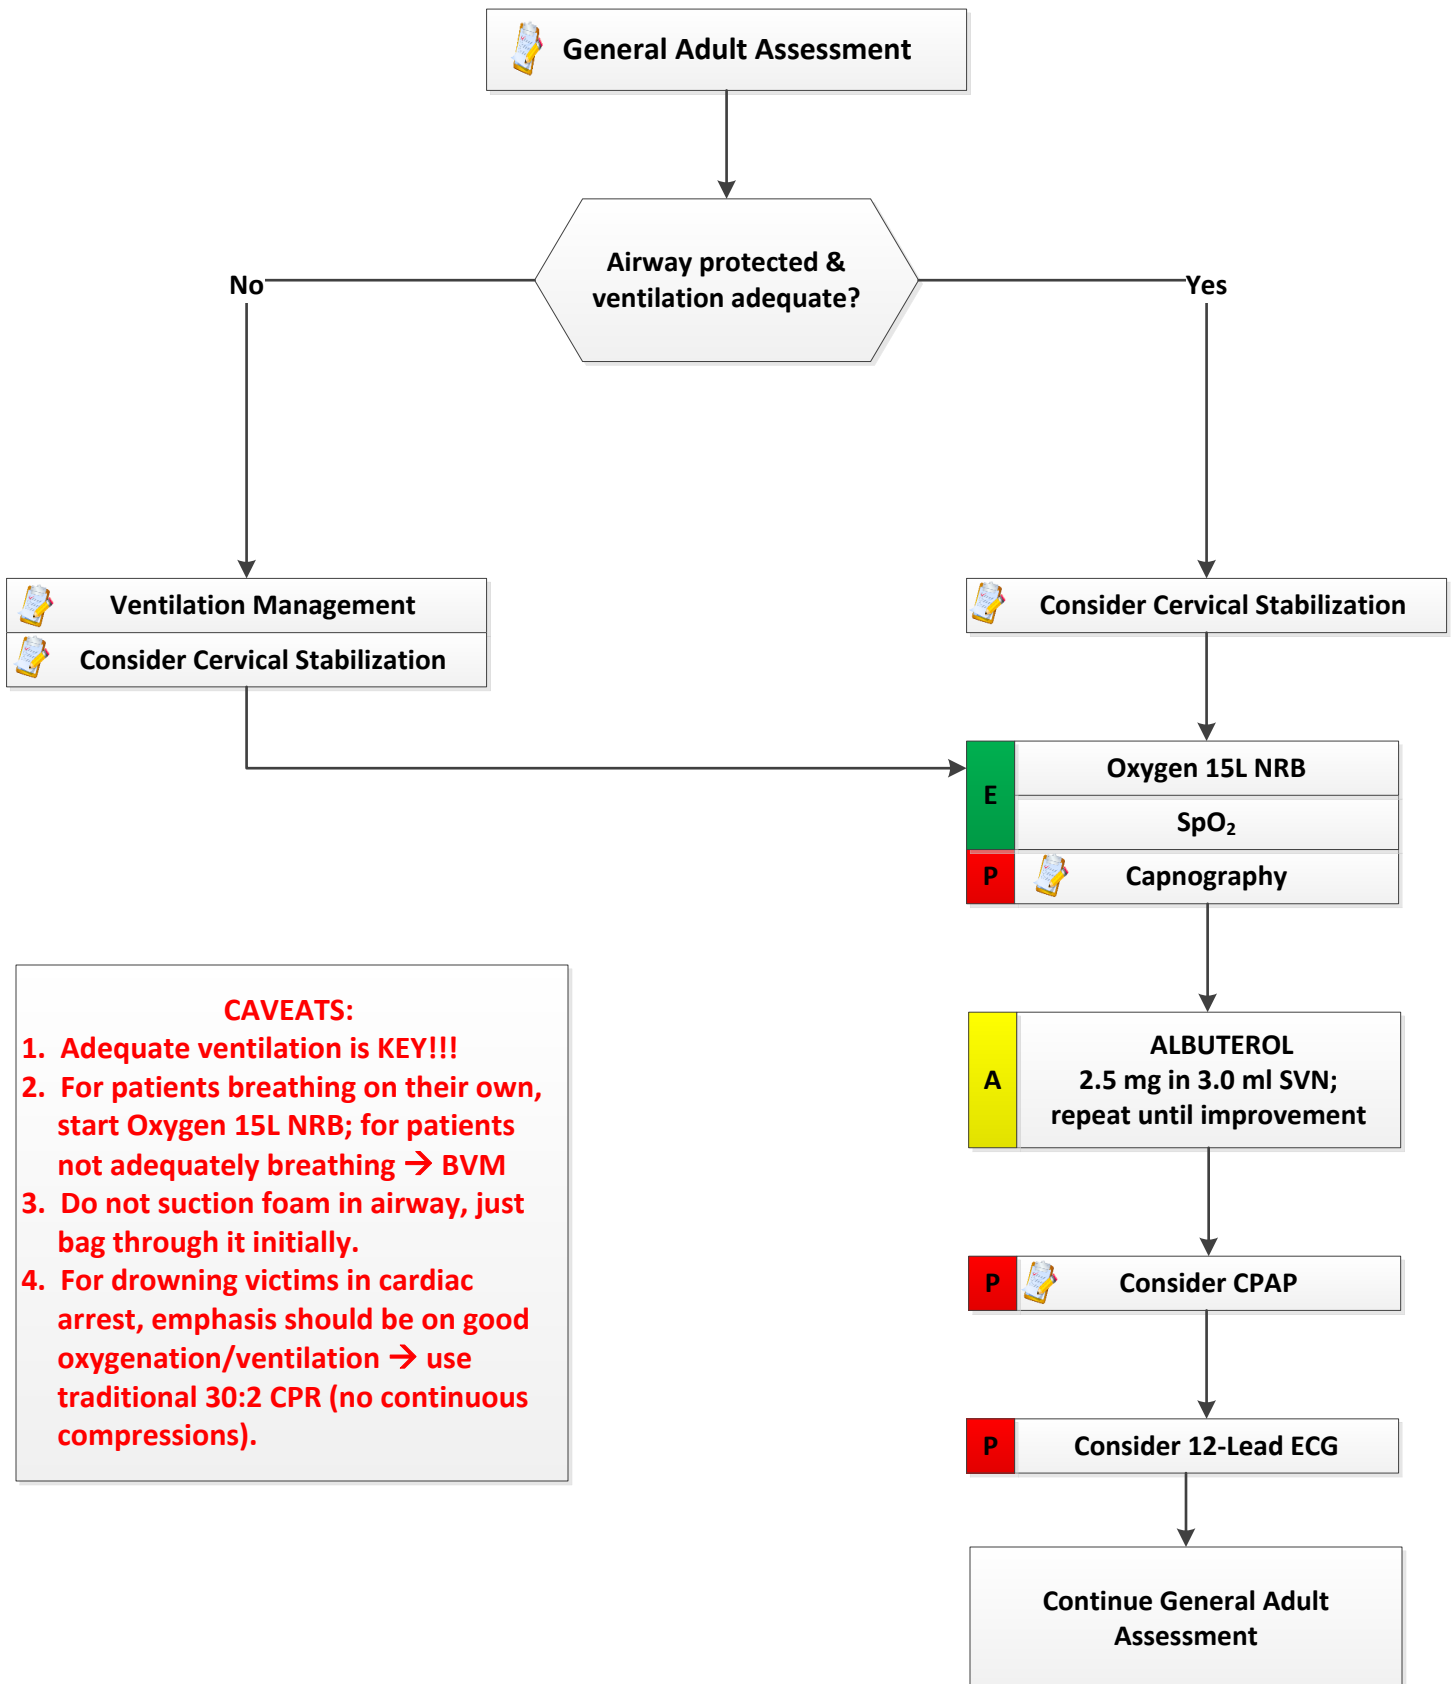 General Adult Assessment
Airway protected &
ventilation adequate?
No
Yes
Ventilation Management
Consider Cervical Stabilization
Consider Cervical Stabilization
E
Oxygen 15L NRB
SpO₂
P
Capnography
A
ALBUTEROL
2.5 mg in 3.0 ml SVN;
repeat until improvement
P
Consider CPAP
P
Consider 12-Lead ECG
Continue General Adult
Assessment
CAVEATS:
1. Adequate ventilation is KEY!!!
2. For patients breathing on their own,
start Oxygen 15L NRB; for patients
not adequately breathing → BVM
3. Do not suction foam in airway, just
bag through it initially.
4. For drowning victims in cardiac
arrest, emphasis should be on good
oxygenation/ventilation → use
traditional 30:2 CPR (no continuous
compressions).